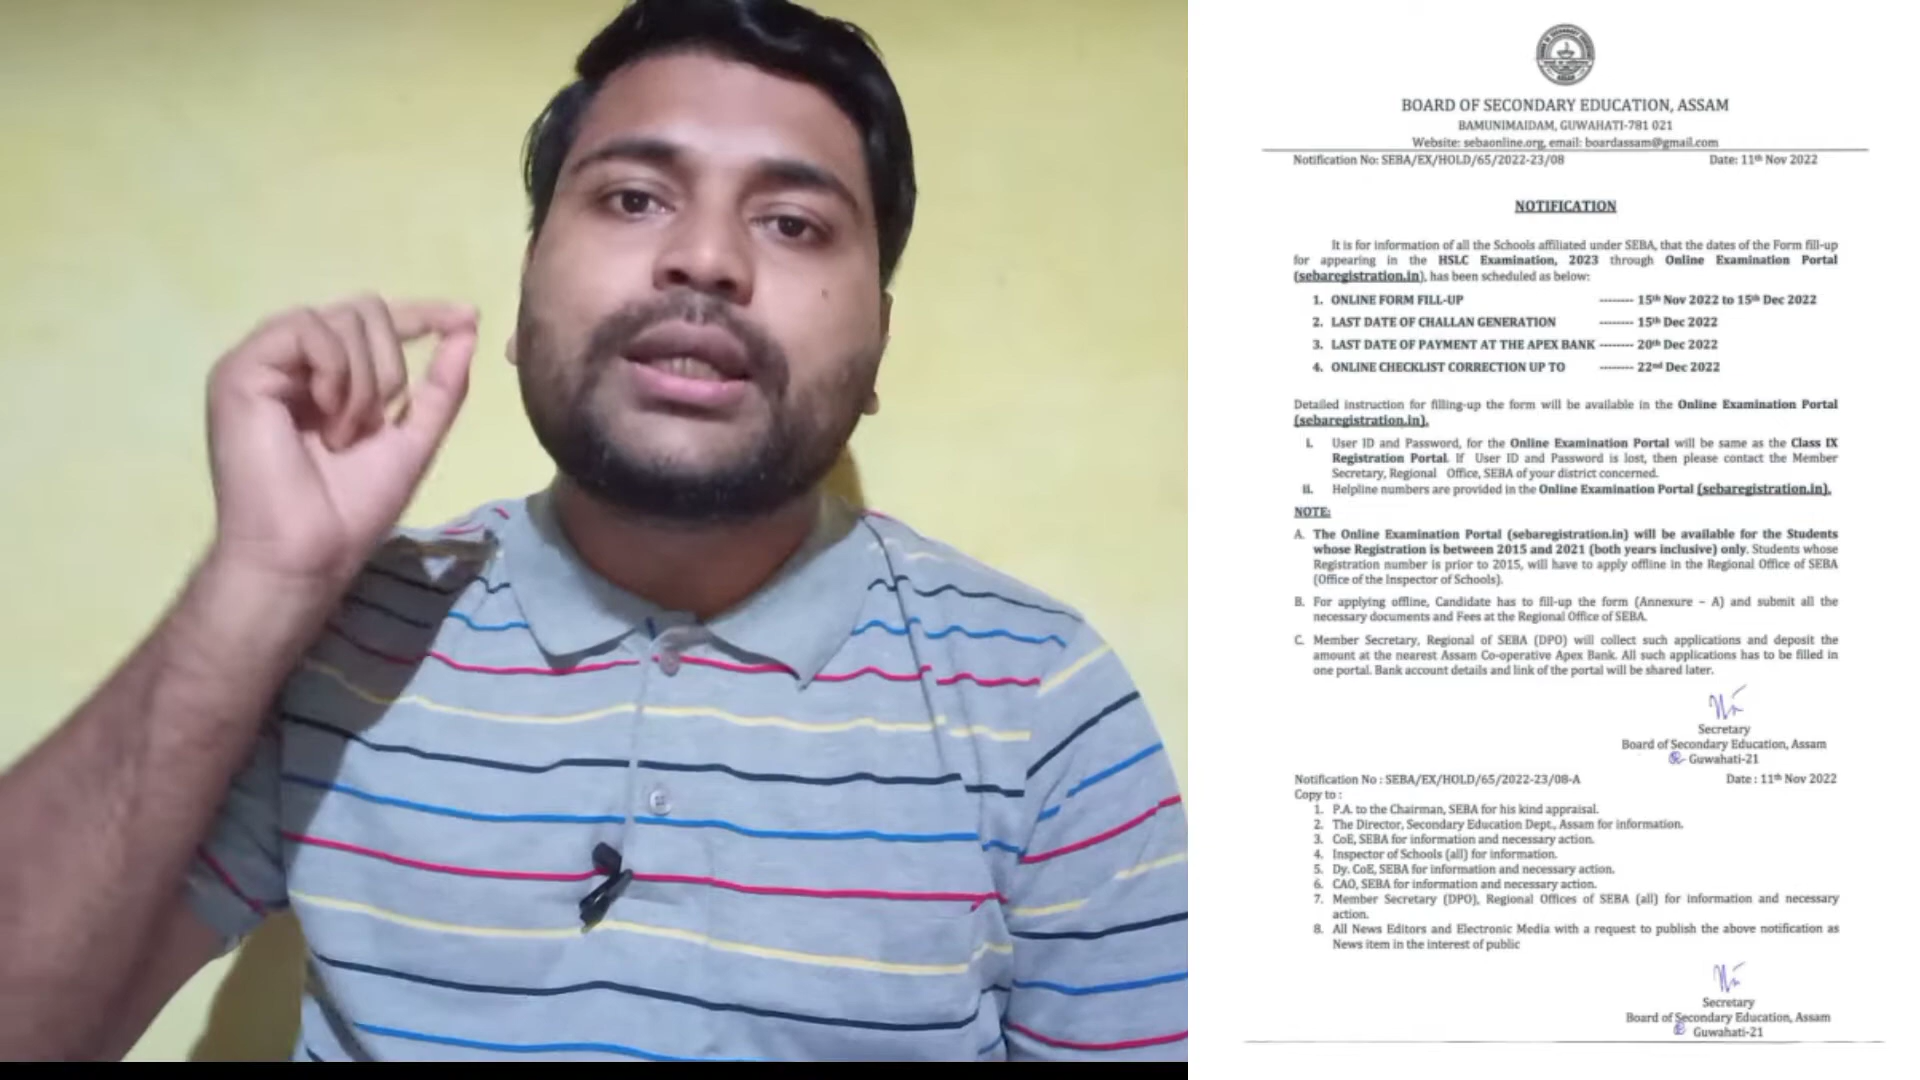 BOARD OF SECONDARY EDUCATION, ASSAM
BAMUNIMAIDAM, GUWAHATI-781 021
Website: sebaonline.org, email: boardassam@gmail.com
Notification No: SEBA/EX/HOLD/65/2022-23/08 Date: 11th Nov 2022
NOTIFICATION
It is for information of all the Schools affiliated under SEBA, that the dates of the Form fill-up
for appearing in the HSLC Examination, 2023 through Online Examination Portal
(sebaregistration.in), has been scheduled as below:
1. ONLINE FORM FILL-UP -------- 15th Nov 2022 to 15th Dec 2022
2. LAST DATE OF CHALLAN GENERATION -------- 15th Dec 2022
3. LAST DATE OF PAYMENT AT THE APEX BANK -------- 20th Dec 2022
4. ONLINE CHECKLIST CORRECTION UP TO -------- 22nd Dec 2022
Detailed instruction for filling-up the form will be available in the Online Examination Portal
(sebaregistration.in).
i. User ID and Password, for the Online Examination Portal will be same as the Class IX
Registration Portal. If User ID and Password is lost, then please contact the Member
Secretary, Regional Office, SEBA of your district concerned.
ii. Helpline numbers are provided in the Online Examination Portal (sebaregistration.in).
NOTE:
A. The Online Examination Portal (sebaregistration.in) will be available for the Students
whose Registration is between 2015 and 2021 (both years inclusive) only. Students whose
Registration number is prior to 2015, will have to apply offline in the Regional Office of SEBA
(Office of the Inspector of Schools).
B. For applying offline, Candidate has to fill-up the form (Annexure – A) and submit all the
necessary documents and Fees at the Regional Office of SEBA.
C. Member Secretary, Regional of SEBA (DPO) will collect such applications and deposit the
amount at the nearest Assam Co-operative Apex Bank. All such applications has to be filled in
one portal. Bank account details and link of the portal will be shared later.
Secretary
Board of Secondary Education, Assam
Guwahati-21
Notification No : SEBA/EX/HOLD/65/2022-23/08-A Date : 11th Nov 2022
Copy to :
1. P.A. to the Chairman, SEBA for his kind appraisal.
2. The Director, Secondary Education Dept., Assam for information.
3. CoE, SEBA for information and necessary action.
4. Inspector of Schools (all) for information.
5. Dy. CoE, SEBA for information and necessary action.
6. CAO, SEBA for information and necessary action.
7. Member Secretary (DPO), Regional Offices of SEBA (all) for information and necessary
action.
8. All News Editors and Electronic Media with a request to publish the above notification as
News item in the interest of public
Secretary
Board of Secondary Education, Assam
Guwahati-21